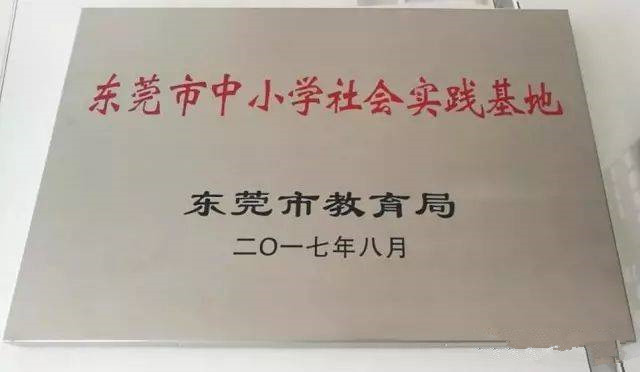 东莞市中小学社会实践基地
东莞市教育局
二〇一七年八月